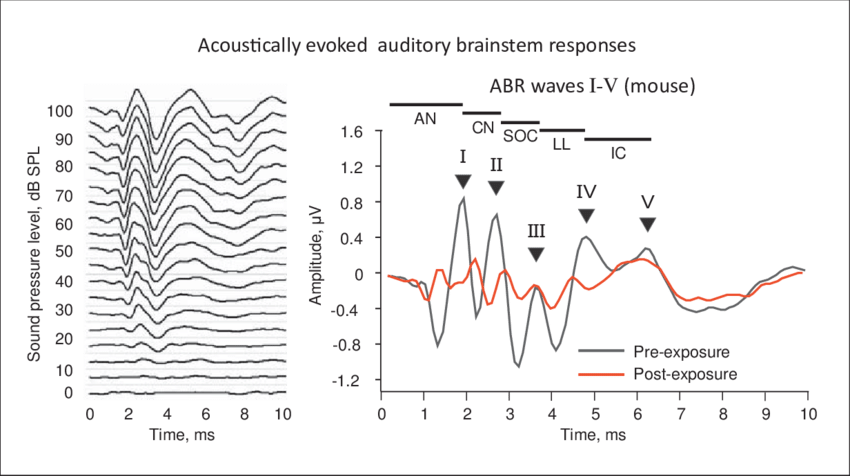 Acoustically evoked auditory brainstem responses
Sound pressure level, dB SPL
100
90
80
70
60
50
40
30
20
10
0
0 2 4 6 8 10
Time, ms
ABR waves I-V (mouse)
AN CN SOC LL IC
I II III IV V
Amplitude, µV
1.6
1.2
0.8
0.4
0
-0.4
-0.8
-1.2
Pre-exposure
Post-exposure
0 1 2 3 4 5 6 7 8 9 10
Time, ms